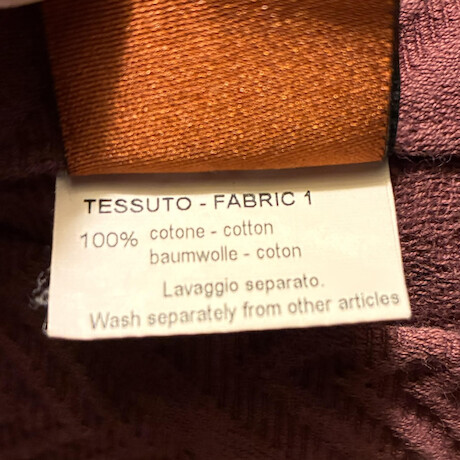 TESSUTO - FABRIC 1
100% cotone - cotton
baumwolle - coton
Lavaggio separato.
Wash separately from other articles